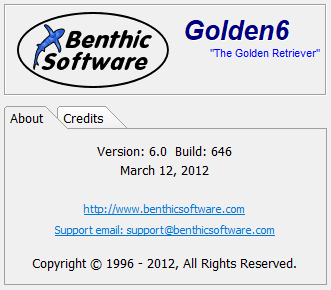 Benthic
Software
Golden6
"The Golden Retriever"
About Credits
Version: 6.0 Build: 646
March 12, 2012
http://www.benthicsoftware.com
Support email: support@benthicsoftware.com
Copyright © 1996 - 2012, All Rights Reserved.